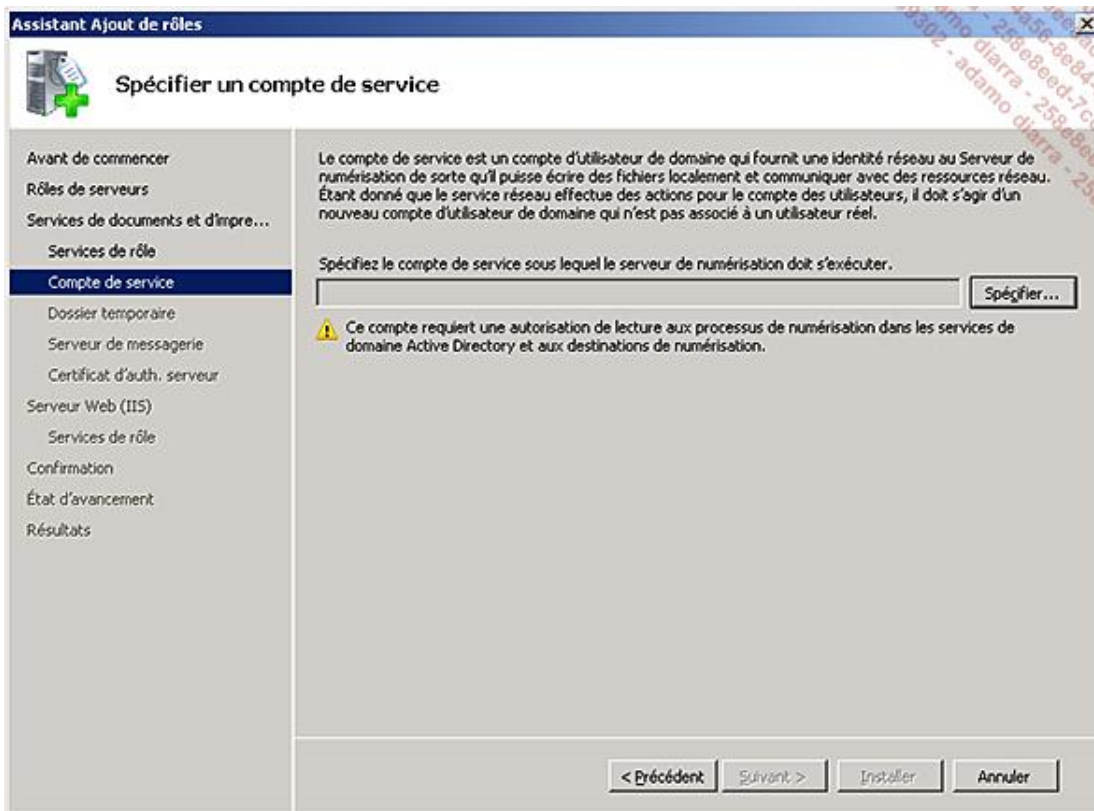 Assistant Ajout de rôles
Spécifier un compte de service
Avant de commencer
Rôles de serveurs
Services de documents et d'impre...
Services de rôle
Compte de service
Dossier temporaire
Serveur de messagerie
Certificat d'auth. serveur
Serveur Web (IIS)
Services de rôle
Confirmation
État d'avancement
Résultats
Le compte de service est un compte d'utilisateur de domaine qui fournit une identité réseau au Serveur de
numérisation de sorte qu'il puisse écrire des fichiers localement et communiquer avec des ressources réseau.
Étant donné que le service réseau effectue des actions pour le compte des utilisateurs, il doit s'agir d'un
nouveau compte d'utilisateur de domaine qui n'est pas associé à un utilisateur réel.
Spécifiez le compte de service sous lequel le serveur de numérisation doit s'exécuter.
Spécifier...
Ce compte requiert une autorisation de lecture aux processus de numérisation dans les services de
domaine Active Directory et aux destinations de numérisation.
< Précédent
Suivant >
Installer
Annuler
adamo diarra